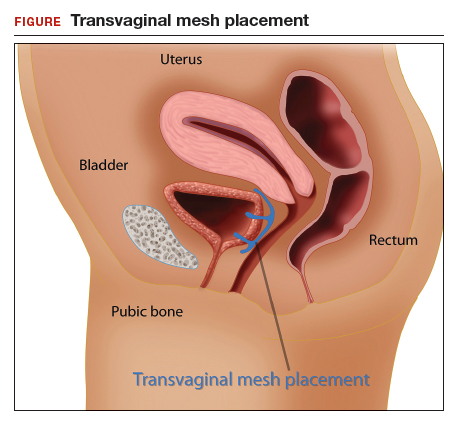 FIGURE Transvaginal mesh placement
Uterus
Bladder
Rectum
Pubic bone
Transvaginal mesh placement